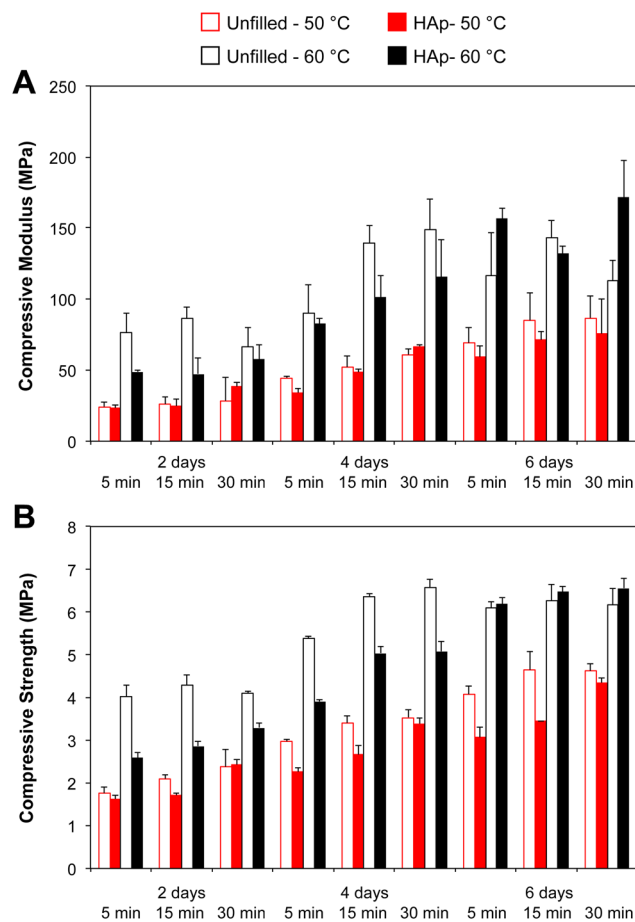 Unfilled - 50 °C HAp- 50 °C
Unfilled - 60 °C HAp- 60 °C
A
250
200
150
100
50
0
Compressive Modulus (MPa)
2 days 4 days 6 days
5 min 15 min 30 min 5 min 15 min 30 min 5 min 15 min 30 min
B
8
7
6
5
4
3
2
1
0
Compressive Strength (MPa)
2 days 4 days 6 days
5 min 15 min 30 min 5 min 15 min 30 min 5 min 15 min 30 min